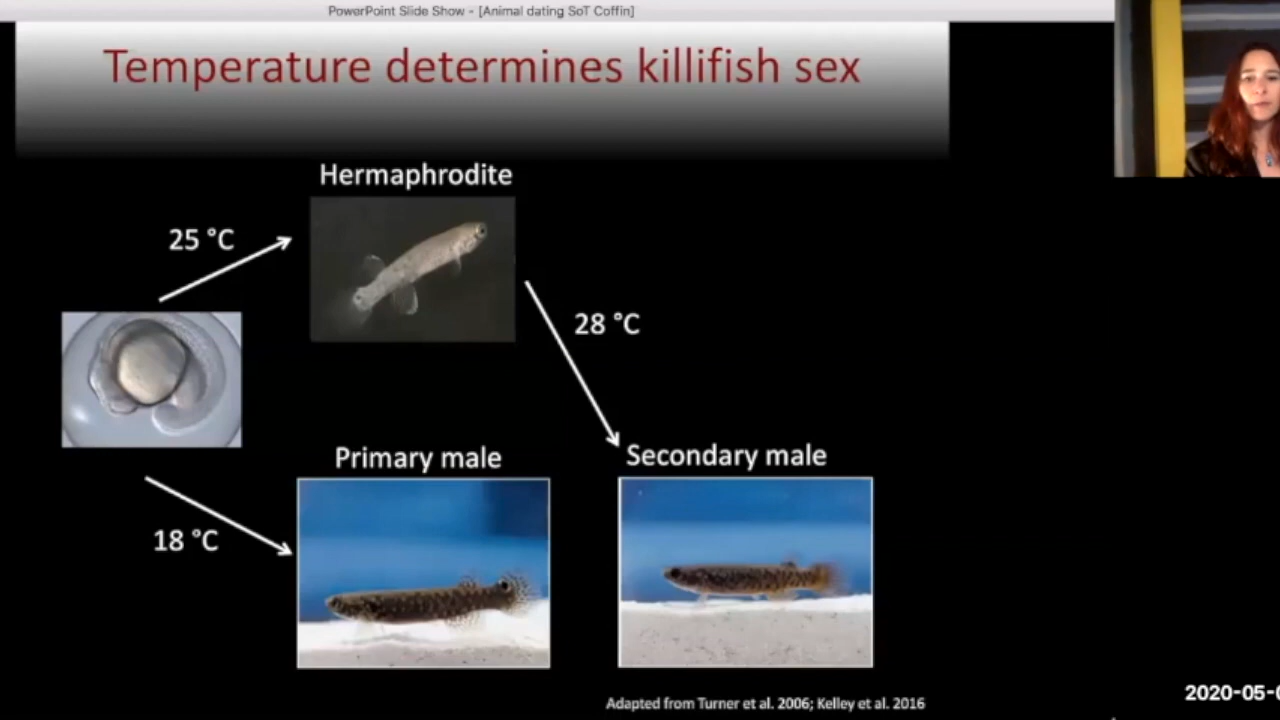 PowerPoint Slide Show - [Animal dating SoT Coffin]
Temperature determines killifish sex
Hermaphrodite
25 °C
28 °C
Primary male
Secondary male
18 °C
Adapted from Turner et al. 2006; Kelley et al. 2016
2020-05-